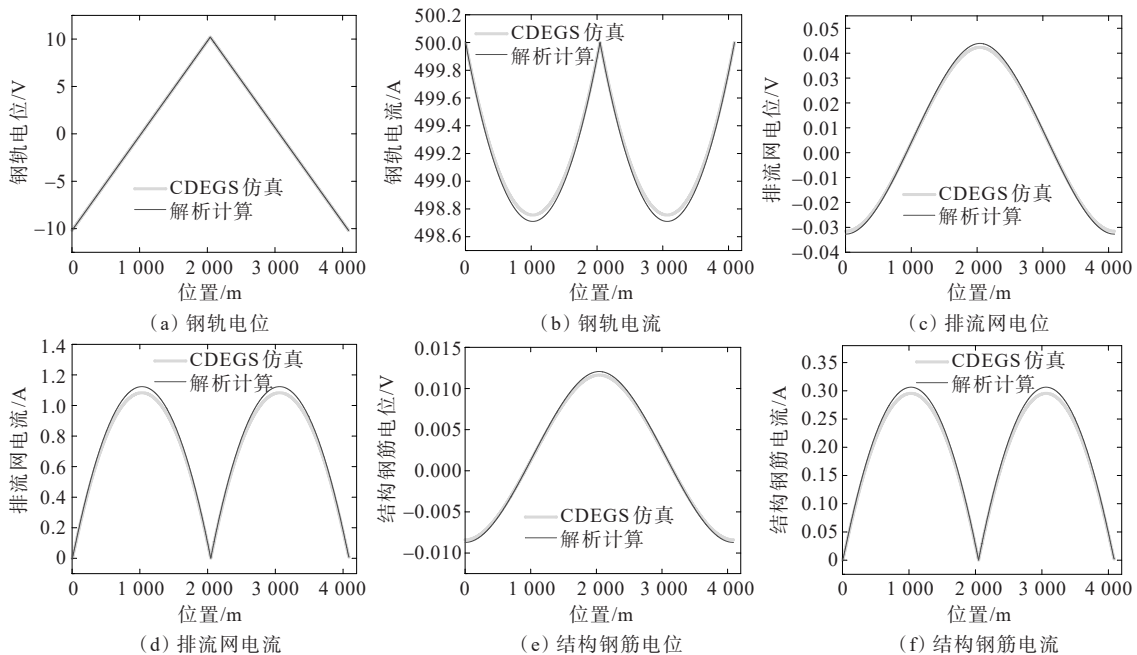 10
5
0
−5
−10
钢轨电位/V
CDEGS仿真
解析计算
0 1 000 2 000 3 000 4 000
位置/m
（a）钢轨电位
500.2
500.0
499.8
499.6
499.4
499.2
499.0
498.8
498.6
钢轨电流/A
CDEGS仿真
解析计算
0 1 000 2 000 3 000 4 000
位置/m
（b）钢轨电流
0.05
0.04
0.03
0.02
0.01
0.00
−0.01
−0.01
−0.02
−0.03
−0.04
排流网电位/V
CDEGS仿真
解析计算
0 1 000 2 000 3 000 4 000
位置/m
（c）排流网电位
1.4
1.2
1.0
0.8
0.6
0.4
0.2
0
排流网电流/A
CDEGS仿真
解析计算
0 1 000 2 000 3 000 4 000
位置/m
（d）排流网电流
0.015
0.010
0.005
0.000
−0.005
−0.010
结构钢筋电位/V
CDEGS仿真
解析计算
0 1 000 2 000 3 000 4 000
位置/m
（e）结构钢筋电位
0.35
0.30
0.25
0.20
0.15
0.10
0.05
0
结构钢筋电流/A
CDEGS仿真
解析计算
0 1 000 2 000 3 000 4 000
位置/m
（f）结构钢筋电流